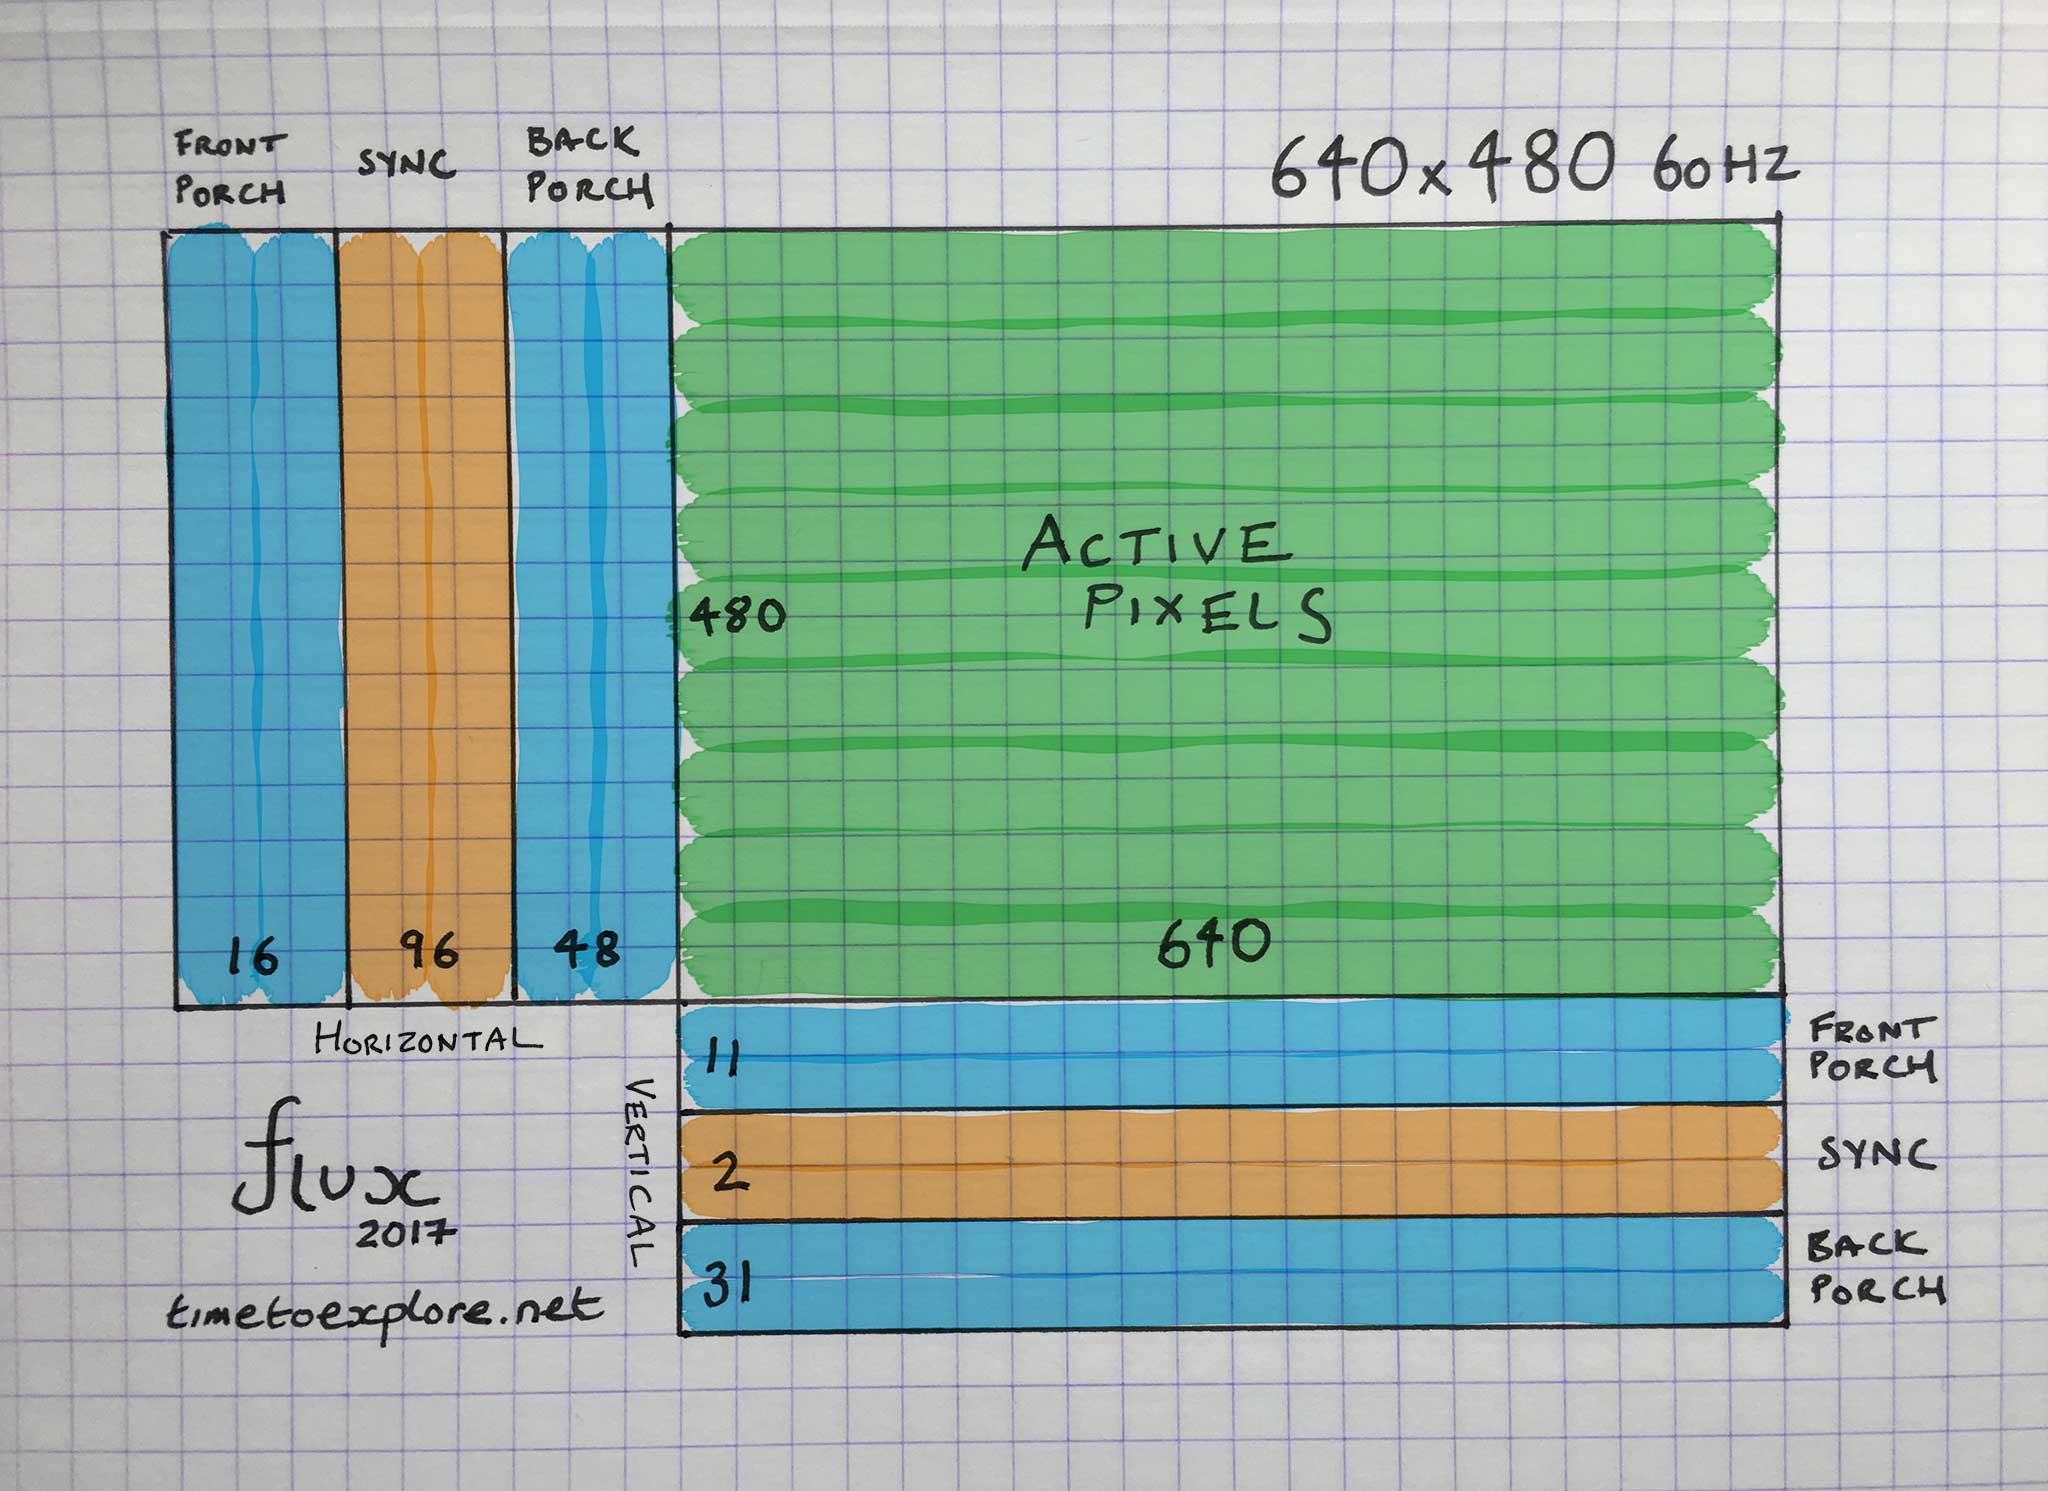 FRONT
PORCH
SYNC
BACK
PORCH
640x480 60HZ
ACTIVE
PIXELS
480
16
96
48
640
HORIZONTAL
VERTICAL
11
FRONT
PORCH
2
SYNC
31
BACK
PORCH
flux
2017
timetoexplore.net